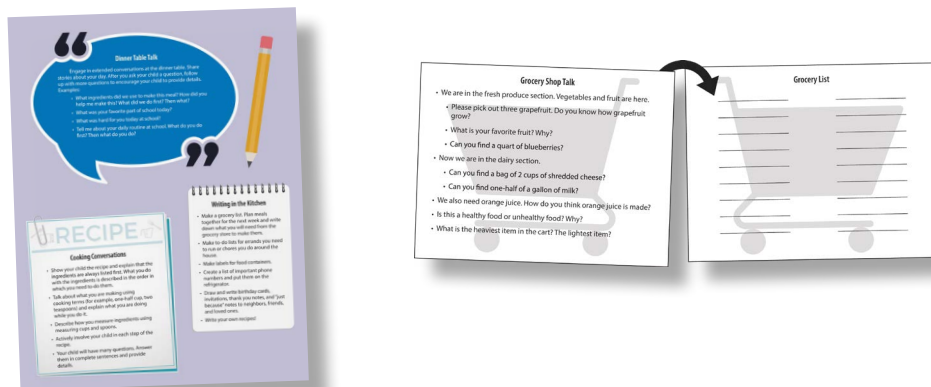 Dinner Table Talk
Engage in extended conversations at the dinner table. Share
stories about your day. After you ask your child a question, follow
up with more questions to encourage your child to provide details.
Examples:
• What ingredients did we use to make this meal? How did you
help me make this? What did we do first? Then what?
• What was your favorite part of school today?
• What was hard for you today at school?
• Tell me about your daily routine at school. What do you do
first? Then what do you do?
RECIPE
Cooking Conversations
• Show your child the recipe and explain that the
ingredients are always listed first. What you do
with the ingredients is described in the order in
which you need to do them.
• Talk about what you are making using
cooking terms (for example, one-half cup, two
teaspoons) and explain what you are doing
while you do it.
• Describe how you measure ingredients using
measuring cups and spoons.
• Actively involve your child in each step of the
recipe.
• Your child will have many questions. Answer
them in complete sentences and provide
details.
Writing in the Kitchen
• Make a grocery list. Plan meals
together for the next week and write
down what you will need from the
grocery store to make them.
• Make to-do lists for errands you need
to run or chores you do around the
house.
• Make labels for food containers.
• Create a list of important phone
numbers and put them on the
refrigerator.
• Draw and write birthday cards,
invitations, thank you notes, and "just
because" notes to neighbors, friends,
and loved ones.
• Write your own recipes!
Grocery Shop Talk
• We are in the fresh produce section. Vegetables and fruit are here.
• Please pick out three grapefruit. Do you know how grapefruit
grow?
• What is your favorite fruit? Why?
• Can you find a quart of blueberries?
• Now we are in the dairy section.
• Can you find a bag of 2 cups of shredded cheese?
• Can you find one-half of a gallon of milk?
• We also need orange juice. How do you think orange juice is made?
• Is this a healthy food or unhealthy food? Why?
• What is the heaviest item in the cart? The lightest item?
Grocery List